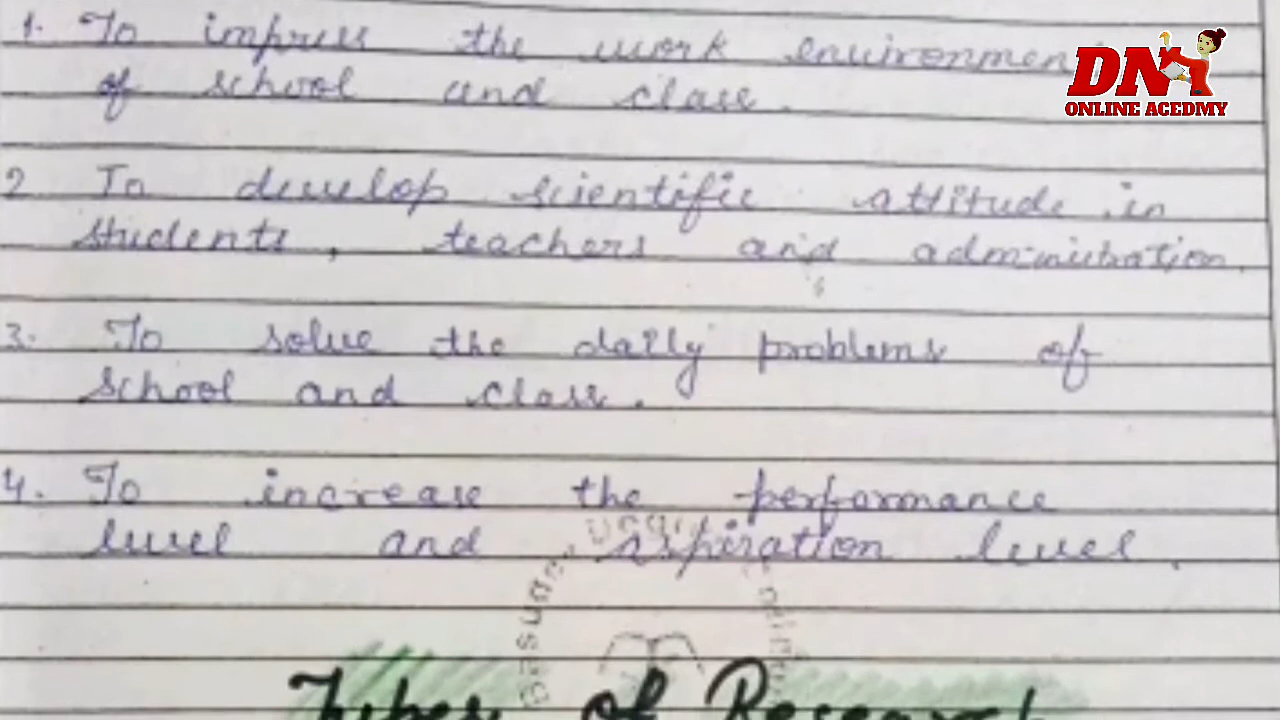 1. To impress the work environment
of school and class.
2 To develop scientific attitude in
students, teachers and administration.
3. To solve the daily problems of
school and class.
4. To increase the performance
level and aspiration level.
Types of Research
DN
ONLINE ACEDMY